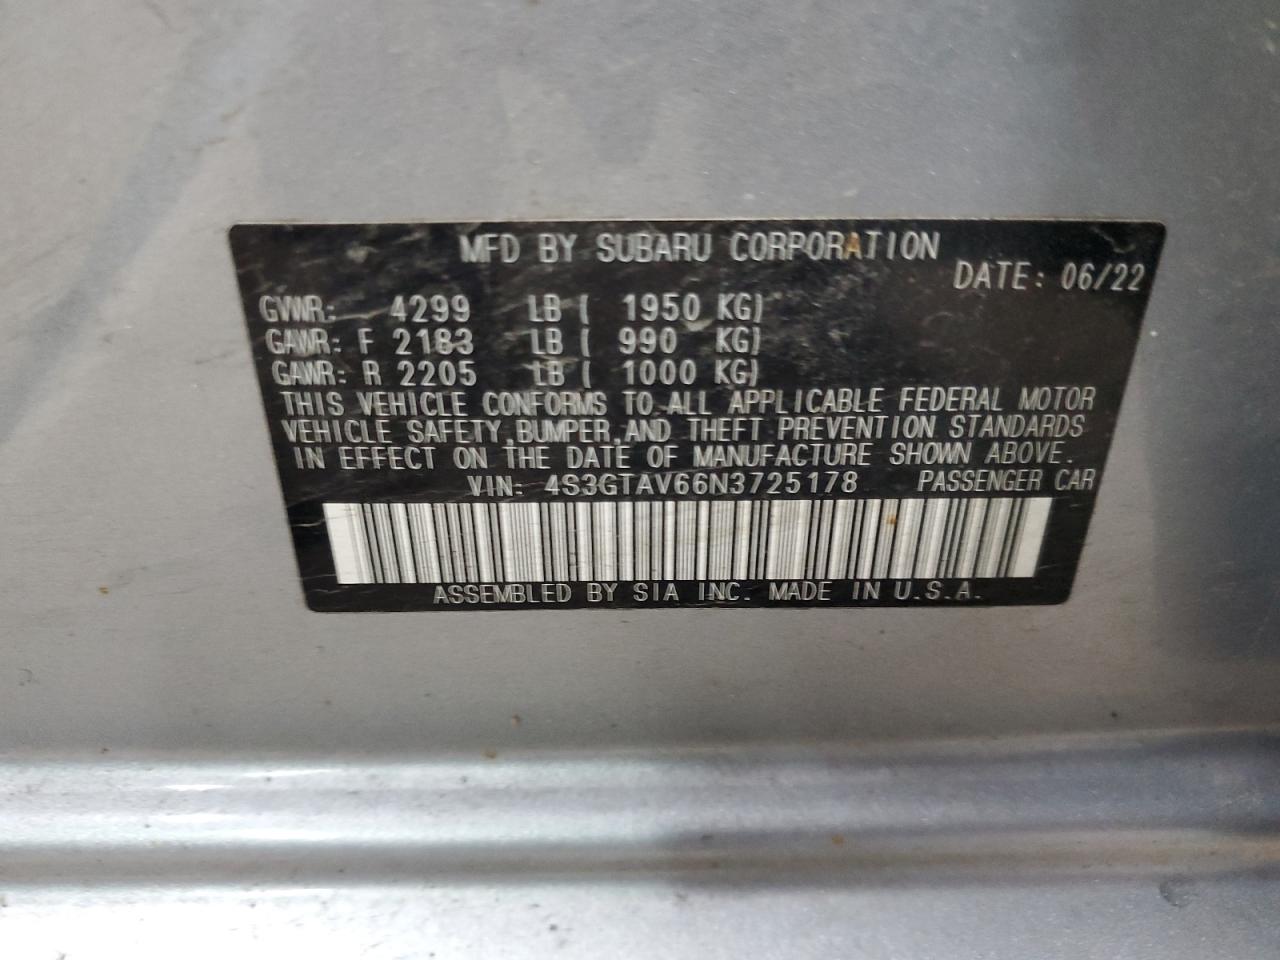 MFD BY SUBARU CORPORATION
DATE: 06/22
GVWR: 4299 LB ( 1950 KG)
GAWR: F 2183 LB ( 990 KG)
GAWR: R 2205 LB ( 1000 KG)
THIS VEHICLE CONFORMS TO ALL APPLICABLE FEDERAL MOTOR
VEHICLE SAFETY,BUMPER,AND THEFT PREVENTION STANDARDS
IN EFFECT ON THE DATE OF MANUFACTURE SHOWN ABOVE.
VIN: 4S3GTAV66N3725178 PASSENGER CAR
ASSEMBLED BY SIA INC. MADE IN U.S.A.